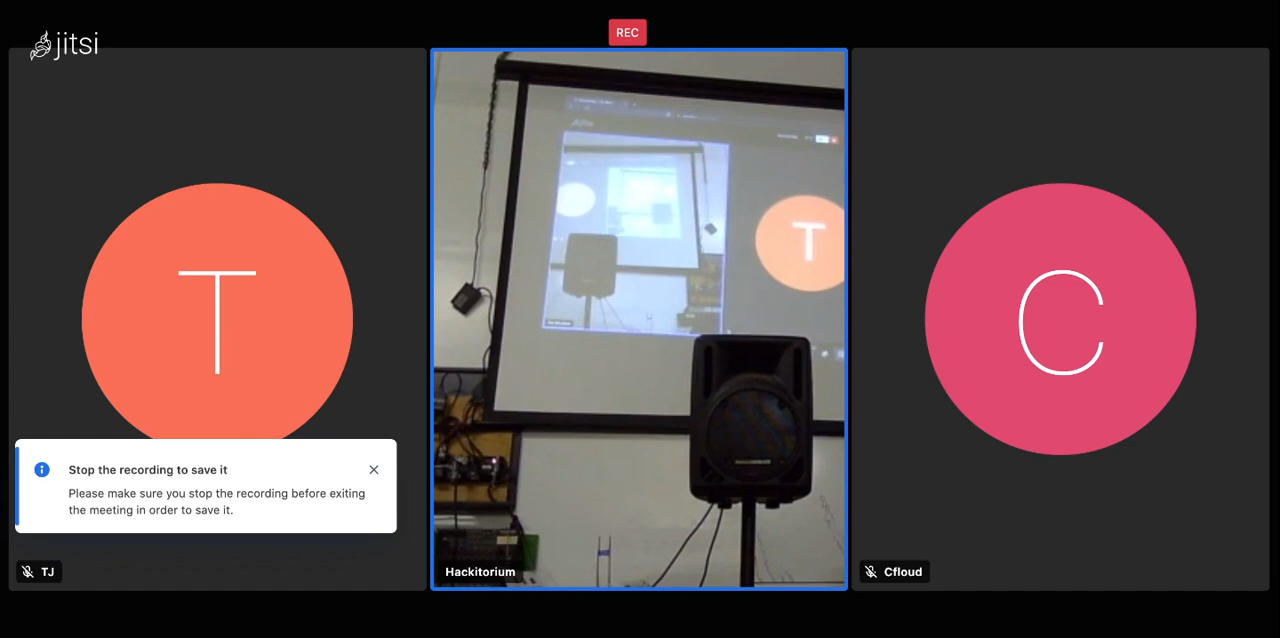 jitsi
REC
T
T
C
Stop the recording to save it
Please make sure you stop the recording before exiting
the meeting in order to save it.
TJ
Hackitorium
Cfloud